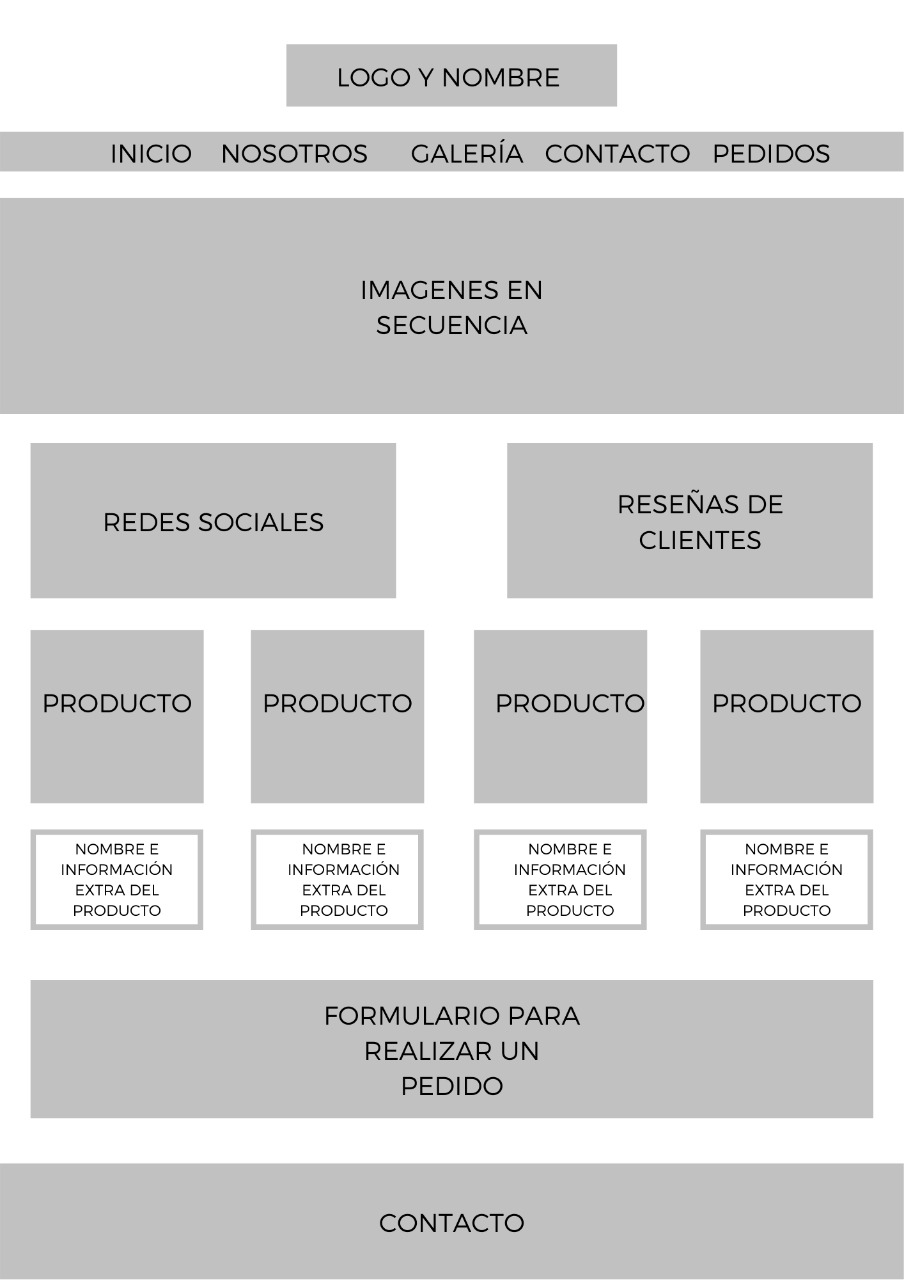 LOGO Y NOMBRE
INICIO NOSOTROS GALERÍA CONTACTO PEDIDOS
IMAGENES EN
SECUENCIA
REDES SOCIALES
RESEÑAS DE
CLIENTES
PRODUCTO
PRODUCTO
PRODUCTO
PRODUCTO
NOMBRE E
INFORMACIÓN
EXTRA DEL
PRODUCTO
NOMBRE E
INFORMACIÓN
EXTRA DEL
PRODUCTO
NOMBRE E
INFORMACIÓN
EXTRA DEL
PRODUCTO
NOMBRE E
INFORMACIÓN
EXTRA DEL
PRODUCTO
FORMULARIO PARA
REALIZAR UN
PEDIDO
CONTACTO